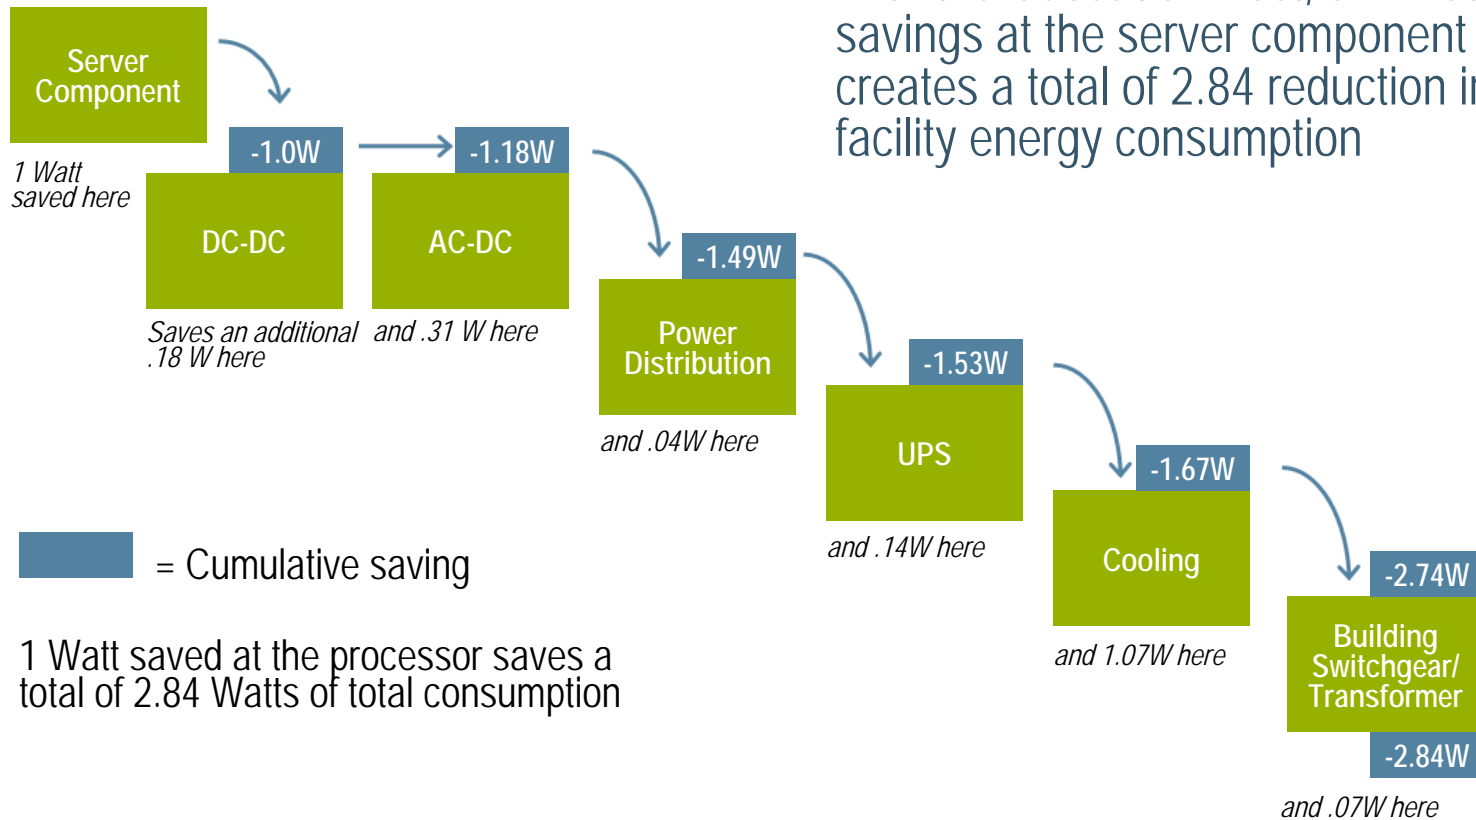 savings at the server component
creates a total of 2.84 reduction
facility energy consumption
Server
Component
1 Watt
saved here
-1.0W
DC-DC
Saves an additional
.18 W here
-1.18W
AC-DC
and .31 W here
-1.49W
Power
Distribution
and .04W here
-1.53W
UPS
and .14W here
-1.67W
Cooling
and 1.07W here
-2.74W
Building
Switchgear/
Transformer
-2.84W
and .07W here
= Cumulative saving
1 Watt saved at the processor saves a
total of 2.84 Watts of total consumption